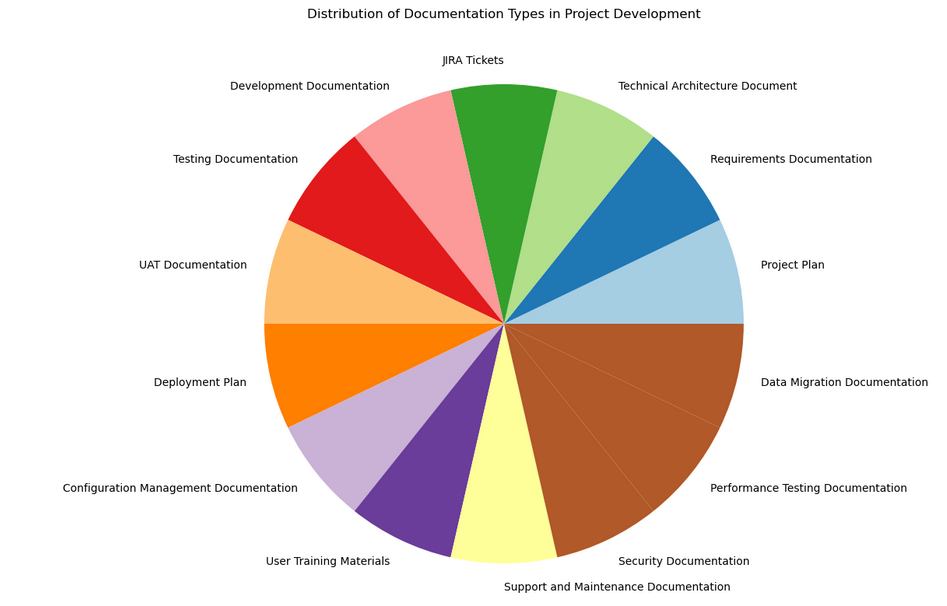 Distribution of Documentation Types in Project Development
JIRA Tickets
Development Documentation
Technical Architecture Document
Testing Documentation
Requirements Documentation
UAT Documentation
Project Plan
Deployment Plan
Data Migration Documentation
Configuration Management Documentation
Performance Testing Documentation
User Training Materials
Security Documentation
Support and Maintenance Documentation